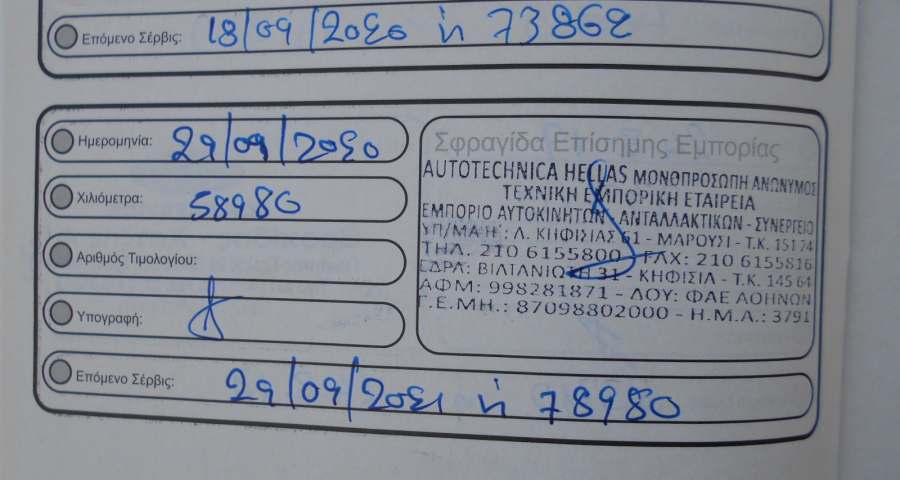 Επόμενο Σέρβις: 18/09/2020 ή 73862
Ημερομηνία: 29/09/2020
Χιλιόμετρα: 58980
Αριθμός Τιμολογίου:
Υπογραφή:
Επόμενο Σέρβις: 29/09/2021 ή 78980
Σφραγίδα Επίσημης Εμπορίας
AUTOTECHNICA HELLAS ΜΟΝΟΠΡΟΣΩΠΗ ΑΝΩΝΥΜΟΣ
ΤΕΧΝΙΚΗ ΕΜΠΟΡΙΚΗ ΕΤΑΙΡΕΙΑ
ΕΜΠΟΡΙΟ ΑΥΤΟΚΙΝΗΤΩΝ - ΑΝΤΑΛΛΑΚΤΙΚΩΝ - ΣΥΝΕΡΓΕΙΟ
ΥΠ/ΜΑ Η': Λ. ΚΗΦΙΣΙΑΣ 61 - ΜΑΡΟΥΣΙ - Τ.Κ. 151 24
ΤΗΛ. 210 6155800 - FAX: 210 6155816
ΕΔΡΑ: ΒΙΛΤΑΝΙΩΤΗ 31 - ΚΗΦΙΣΙΑ - Τ.Κ. 145 64
ΑΦΜ: 998281871 - ΔΟΥ: ΦΑΕ ΑΘΗΝΩΝ
Γ.Ε.ΜΗ.: 87098802000 - Η.Μ.Α.: 3791